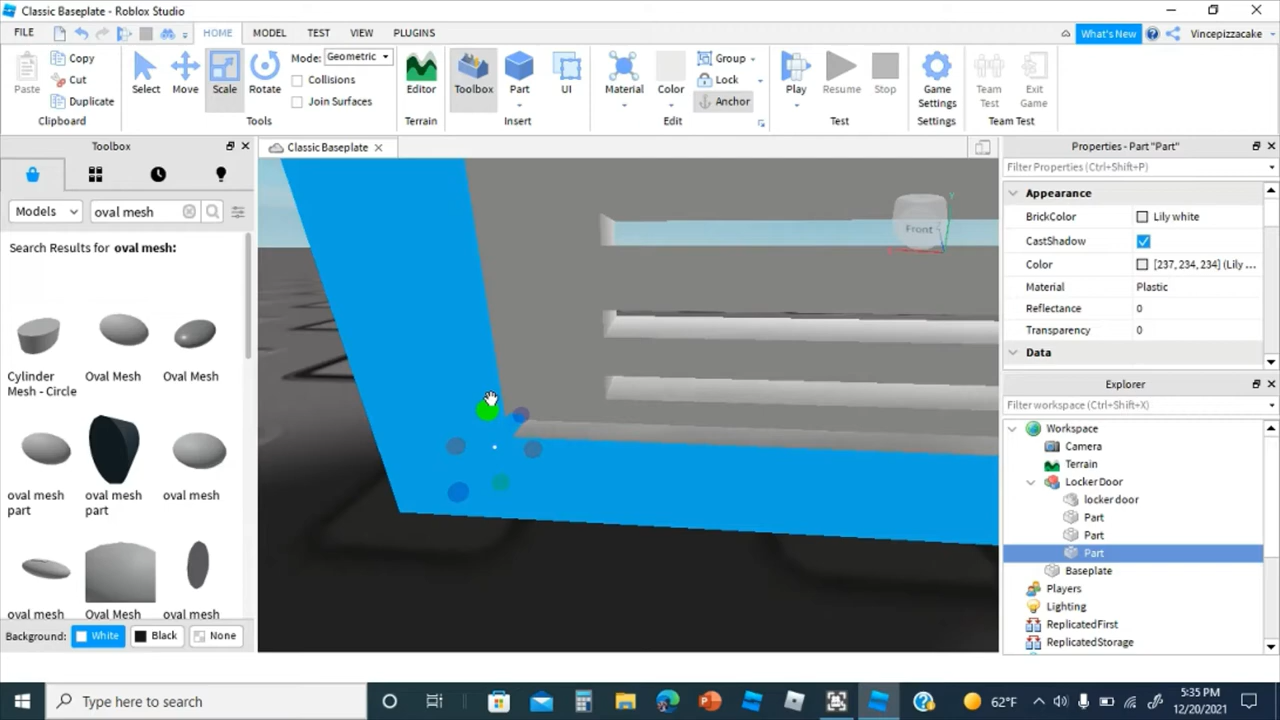 Classic Baseplate - Roblox Studio
FILE HOME MODEL TEST VIEW PLUGINS What's New Vincepizzacake
Paste Copy Cut Duplicate Select Move Scale Rotate Mode: Geometric Collisions Join Surfaces Editor Toolbox Part UI Material Color Group Lock Anchor Play Resume Stop Game Settings Team Test Exit Game
Clipboard Tools Terrain Insert Edit Test Settings Team Test
Toolbox
Classic Baseplate
Properties - Part "Part"
Filter Properties (Ctrl+Shift+P)
Models oval mesh
Search Results for oval mesh:
Cylinder Mesh - Circle
Oval Mesh
Oval Mesh
oval mesh part
oval mesh part
oval mesh
oval mesh
Oval Mesh
oval mesh
Background: White Black None
Front
y
Appearance
BrickColor Lily white
CastShadow
Color [237, 234, 234] (Lily ...
Material Plastic
Reflectance 0
Transparency 0
Data
Explorer
Filter workspace (Ctrl+Shift+X)
Workspace
Camera
Terrain
Locker Door
locker door
Part
Part
Part
Baseplate
Players
Lighting
ReplicatedFirst
ReplicatedStorage
Type here to search
62°F
5:35 PM
12/20/2021